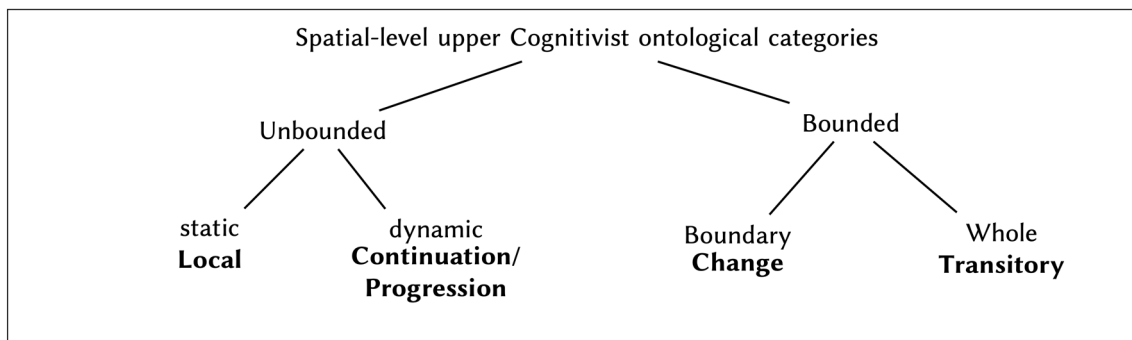 Spatial-level upper Cognitivist ontological categories
Unbounded
Bounded
static
Local
dynamic
Continuation/
Progression
Boundary
Change
Whole
Transitory